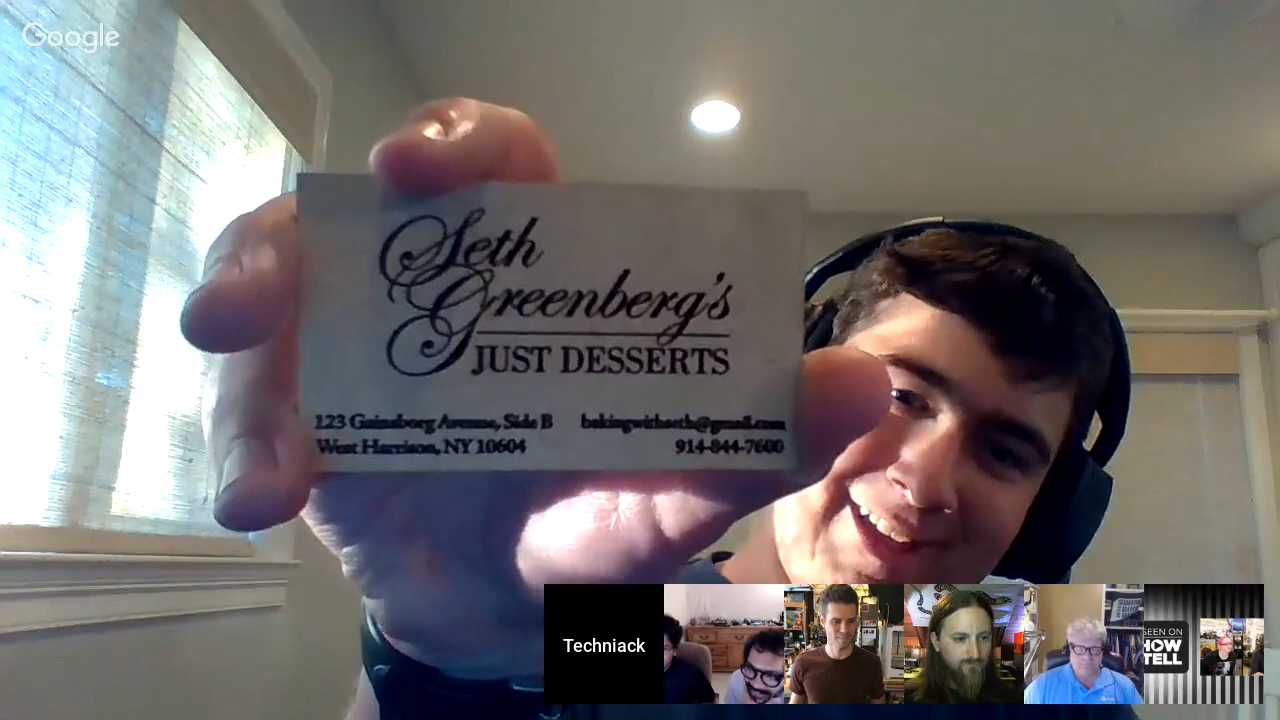 Google
Seth
Greenberg's
JUST DESSERTS
123 Gainsborg Avenue, Side B
West Harrison, NY 10604
bakingwithseth@gmail.com
914-844-7600
Techniack
SEEN ON
HOW
TELL